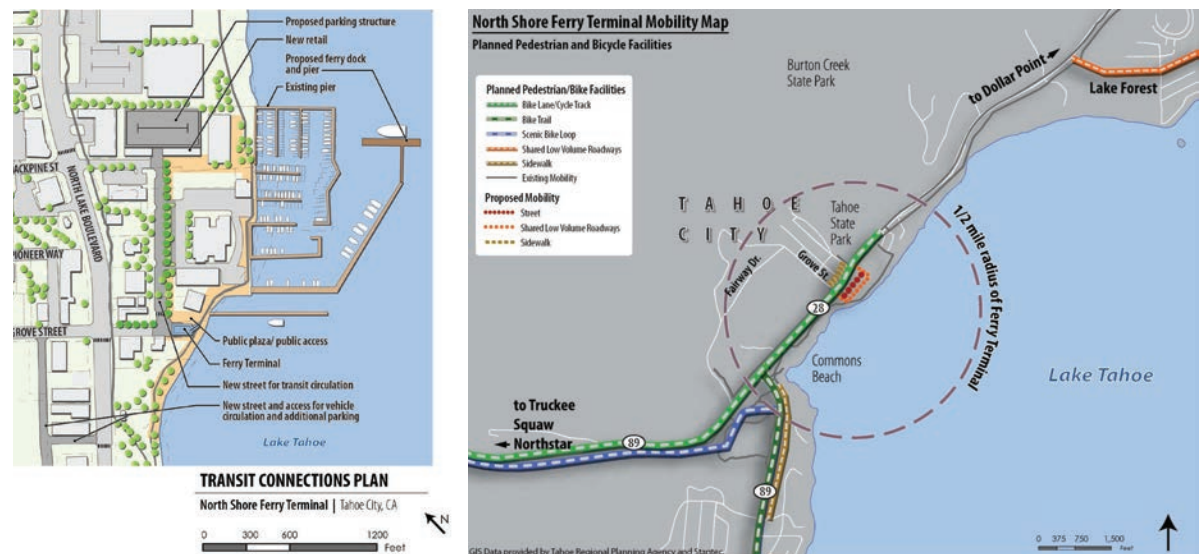 Proposed parking structure
New retail
Proposed ferry dock
and pier
Existing pier
ACKPINE ST
NORTH LAKE BOULEVARD
PIONEER WAY
GROVE STREET
Public plaza/ public access
Ferry Terminal
New street for transit circulation
New street and access for vehicle
circulation and additional parking
Lake Tahoe
TRANSIT CONNECTIONS PLAN
North Shore Ferry Terminal | Tahoe City, CA
0 300 600 1200
Feet
N
North Shore Ferry Terminal Mobility Map
Planned Pedestrian and Bicycle Facilities
Planned Pedestrian/Bike Facilities
Bike Lane/Cycle Track
Bike Trail
Scenic Bike Loop
Shared Low Volume Roadways
Sidewalk
Existing Mobility
Proposed Mobility
Street
Shared Low Volume Roadways
Sidewalk
Burton Creek
State Park
to Dollar Point
Lake Forest
TAHOE
CITY
Tahoe
State
Park
Fairway Dr.
Grove St.
28
1/2 mile radius of Ferry Terminal
Commons
Beach
Lake Tahoe
to Truckee
Squaw
Northstar
89
89
GIS Data provided by Tahoe Regional Planning Agency and Stantec
0 375 750 1,500
Feet